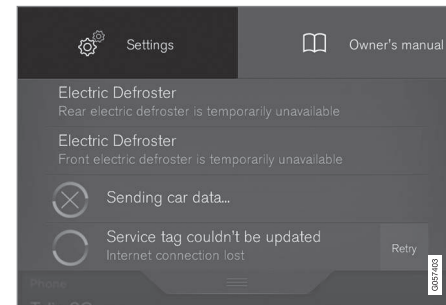 Settings
Owner's manual
Electric Defroster
Rear electric defroster is temporarily unavailable
Electric Defroster
Front electric defroster is temporarily unavailable
Sending car data...
Service tag couldn't be updated
Internet connection lost
Retry
Phone
G057403